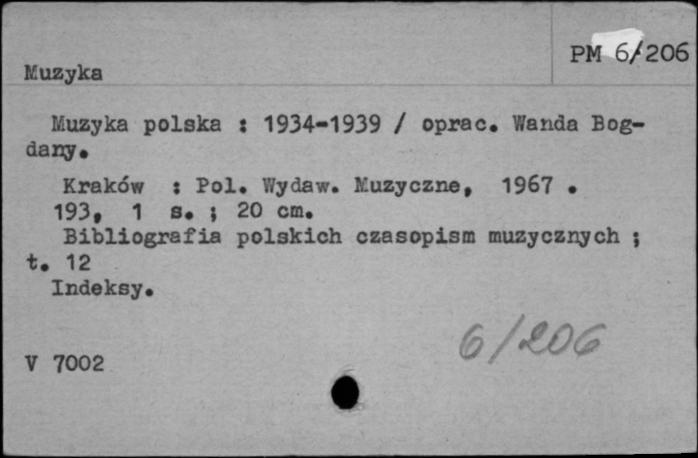 PM 6/206
Muzyka
Muzyka polska : 1934-1939 / oprac. Wanda Bog-
dany.
Kraków : Pol. Wydaw. Muzyczne, 1967 .
193, 1 s. ; 20 cm.
Bibliografia polskich czasopism muzycznych ;
t. 12
Indeksy.
6/206
V 7002